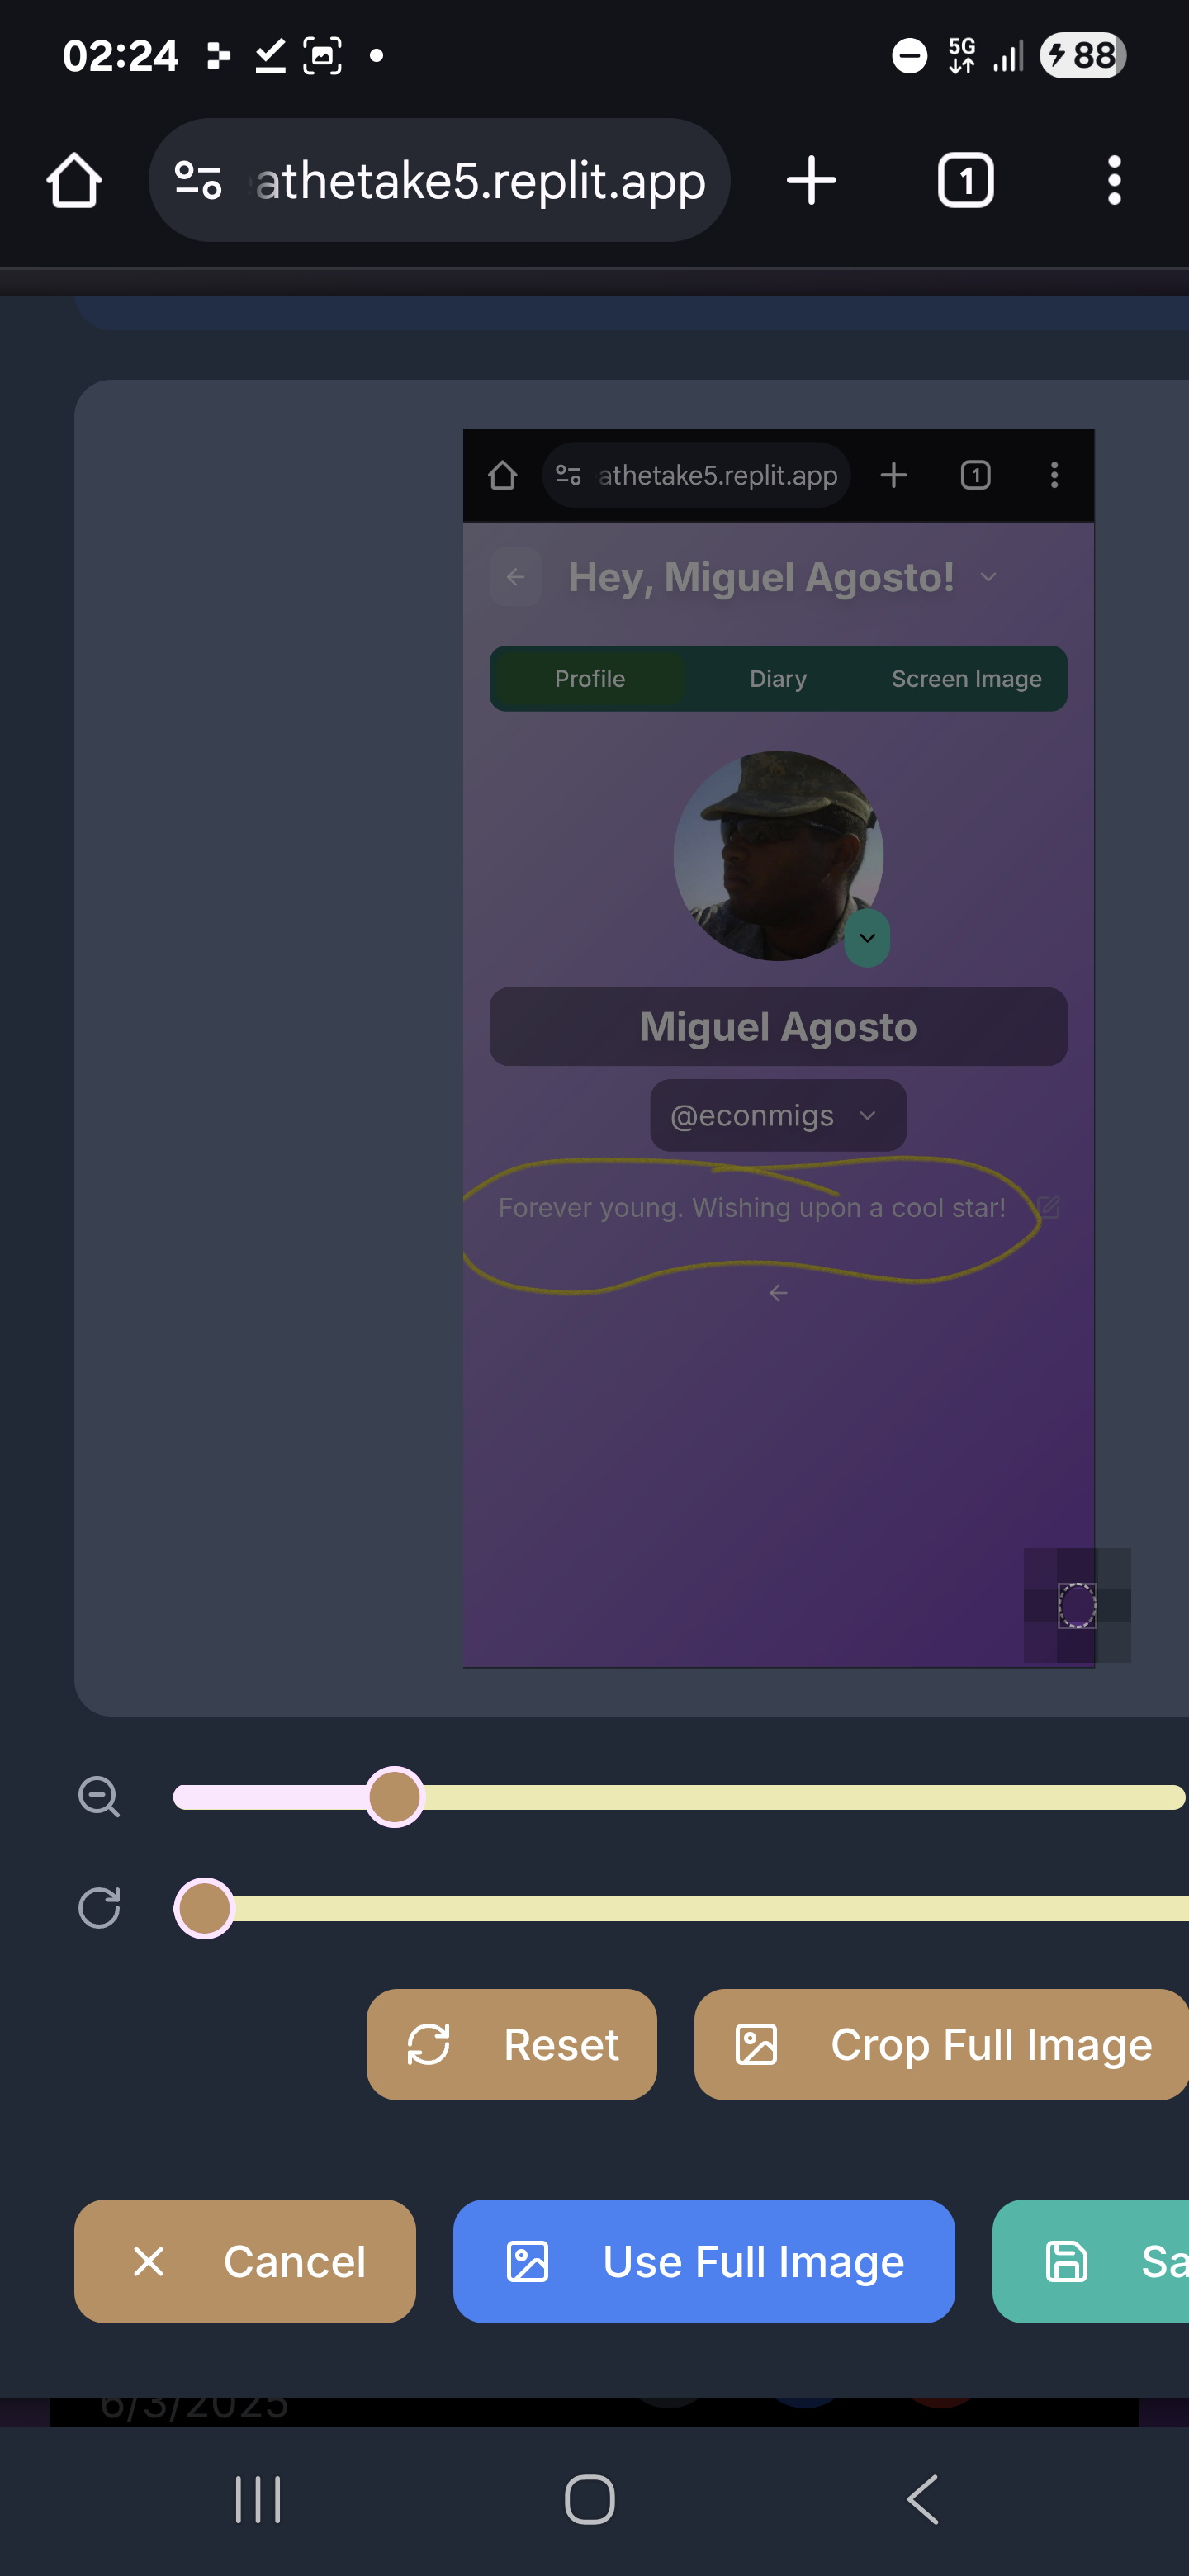 02:24
5G
88
athetake5.replit.app
1
athetake5.replit.app
1
Hey, Miguel Agosto!
Profile
Diary
Screen Image
Miguel Agosto
@econmigs
Forever young. Wishing upon a cool star!
Reset
Crop Full Image
Cancel
Use Full Image
Sa
6/3/2025